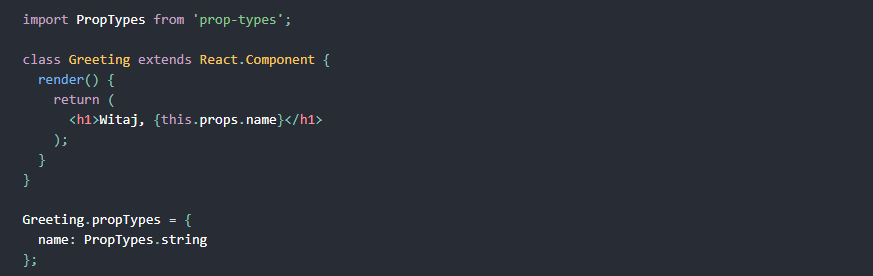 import PropTypes from 'prop-types';
class Greeting extends React.Component {
render() {
return (
<h1>Witaj, {this.props.name}</h1>
);
}
}
Greeting.propTypes = {
name: PropTypes.string
};